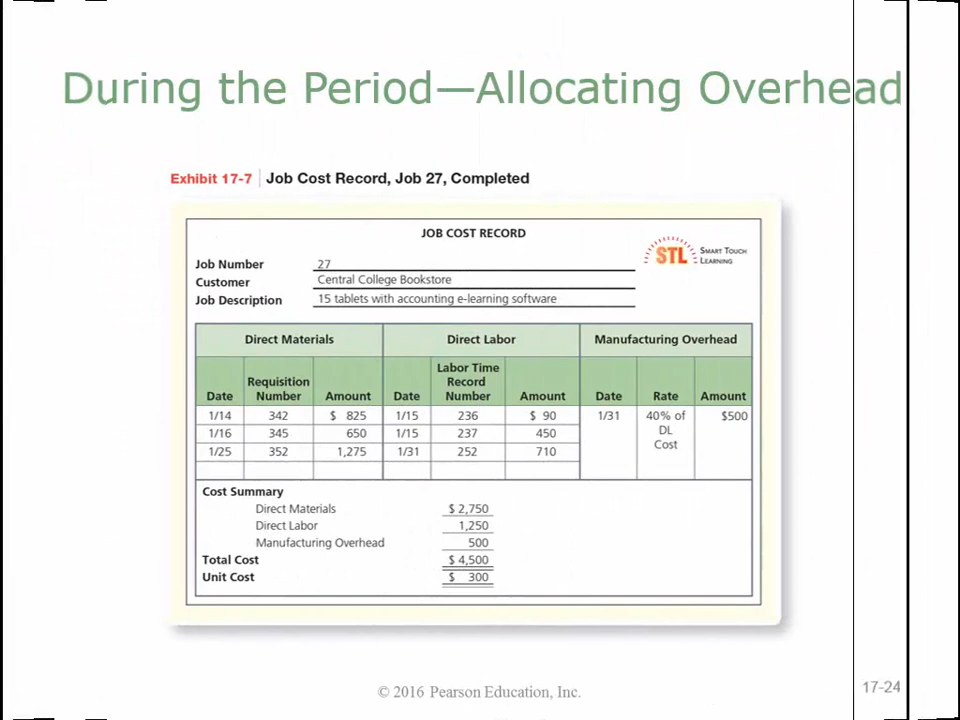 During the Period—Allocating Overhead
Exhibit 17-7 Job Cost Record, Job 27, Completed
JOB COST RECORD
STL SMART TOUCH
LEARNING
Job Number 27
Customer Central College Bookstore
Job Description 15 tablets with accounting e-learning software
Direct Materials Direct Labor Manufacturing Overhead
Date Requisition Number Amount Date Labor Time Record Number Amount Date Rate Amount
1/14 342 $ 825 1/15 236 $ 90 1/31 40% of DL Cost $500
1/16 345 650 1/15 237 450
1/25 352 1,275 1/31 252 710
Cost Summary
Direct Materials $ 2,750
Direct Labor 1,250
Manufacturing Overhead 500
Total Cost $ 4,500
Unit Cost $ 300
© 2016 Pearson Education, Inc.
17-24